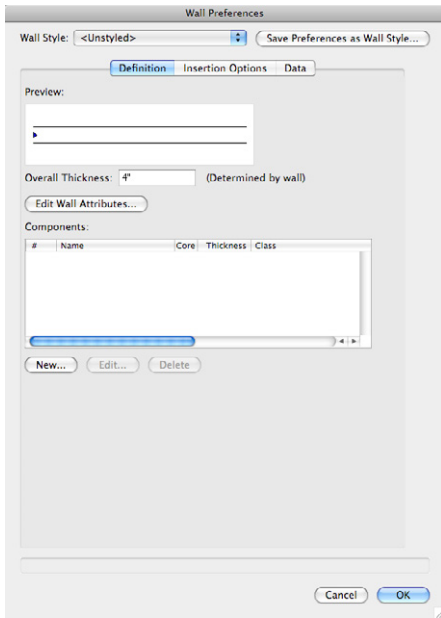 Wall Preferences
Wall Style: <Unstyled> Save Preferences as Wall Style...
Definition Insertion Options Data
Preview:
Overall Thickness: 4" (Determined by wall)
Edit Wall Attributes...
Components:
# Name Core Thickness Class
New... Edit... Delete
Cancel OK